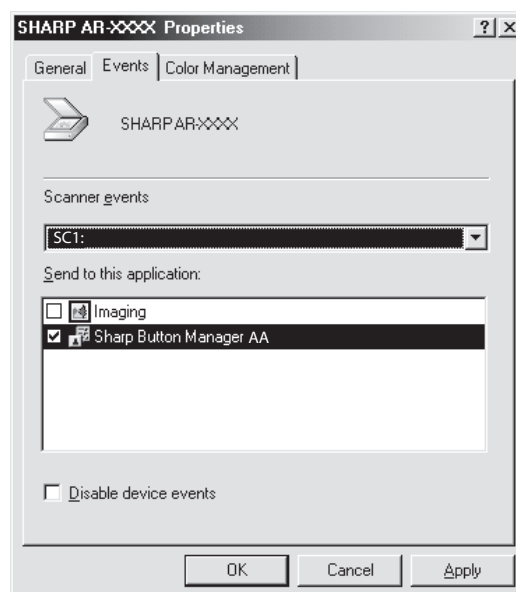 SHARP AR-XXXX Properties
General Events Color Management
SHARP AR-XXXX
Scanner events
SC1:
Send to this application:
Imaging
Sharp Button Manager AA
Disable device events
OK Cancel Apply